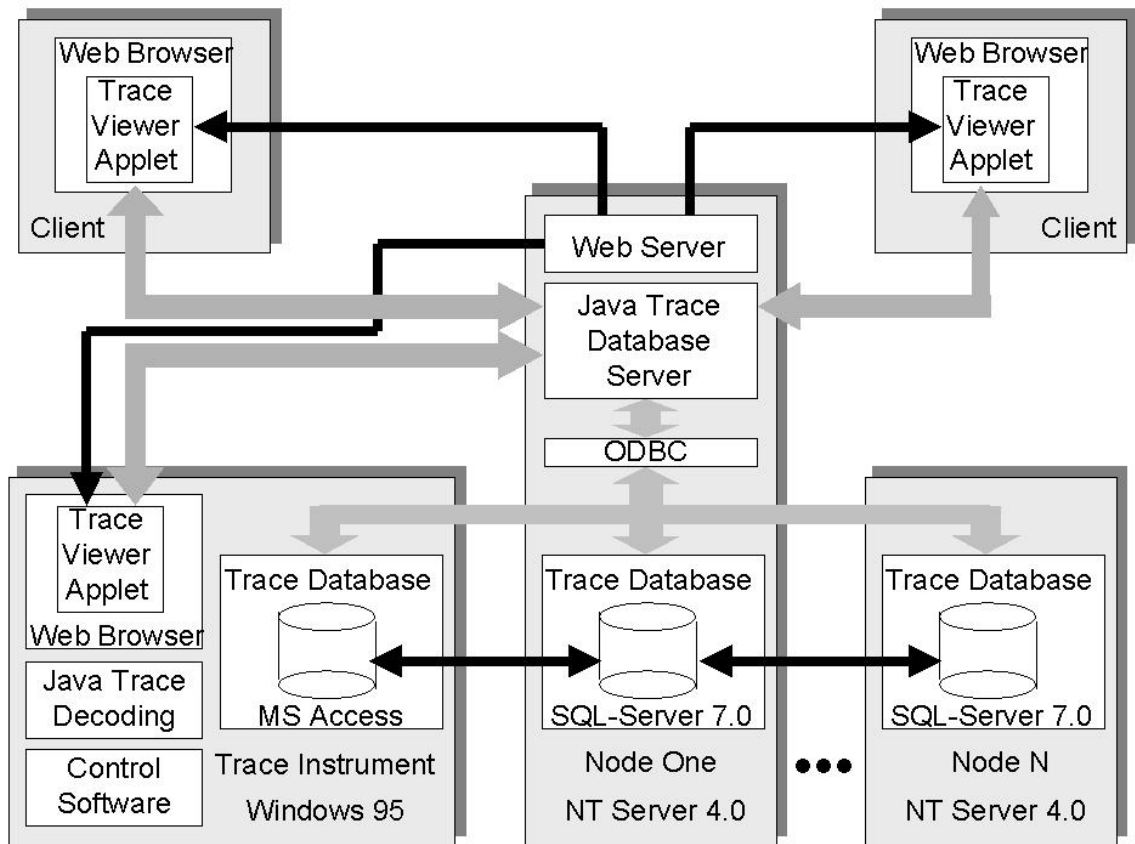 Web Browser
Trace
Viewer
Applet
Client
Web Browser
Trace
Viewer
Applet
Client
Web Server
Java Trace
Database
Server
ODBC
Trace
Viewer
Applet
Web Browser
Java Trace
Decoding
Control
Software
Trace Database
MS Access
Trace Instrument
Windows 95
Trace Database
SQL-Server 7.0
Node One
NT Server 4.0
Trace Database
SQL-Server 7.0
Node N
NT Server 4.0